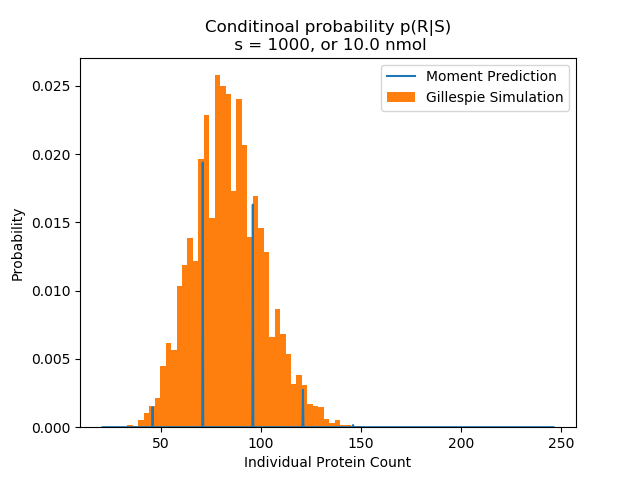 Conditinoal probability p(R|S)
s = 1000, or 10.0 nmol
Moment Prediction
Gillespie Simulation
Probability
0.025
0.020
0.015
0.010
0.005
0.000
50
100
150
200
250
Individual Protein Count